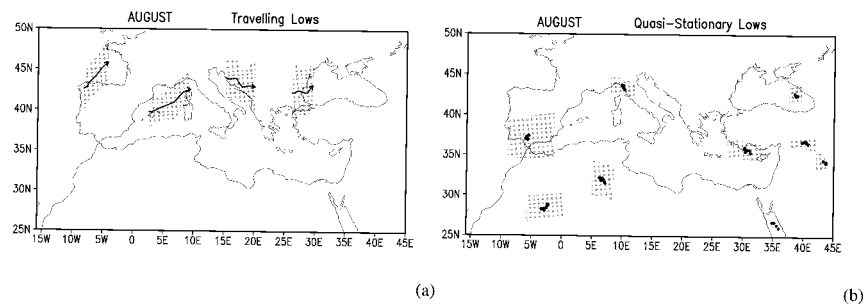 AUGUST Travelling Lows
50N
45N
40N
35N
30N
25N
15W 10W 5W 0 5E 10E 15E 20E 25E 30E 35E 40E 45E
(a)
AUGUST Quasi-Stationary Lows
50N
45N
40N
35N
30N
25N
15W 10W 5W 0 5E 10E 15E 20E 25E 30E 35E 40E 45E
(b)